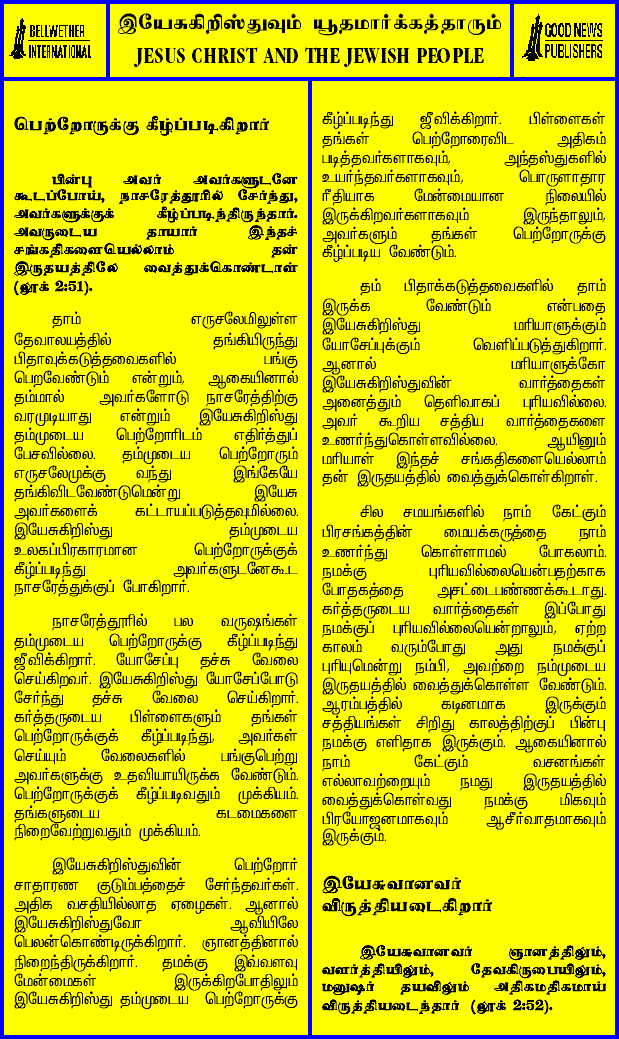 BELLWETHER
INTERNATIONAL
இயேசுகிறிஸ்துவும் யூதமார்க்கத்தாரும்
JESUS CHRIST AND THE JEWISH PEOPLE
GOOD NEWS
PUBLISHERS
பெற்றோருக்கு கீழ்ப்படிகிறார்
பின்பு அவர் அவர்களுடனே
கூடப்போய், நாசரேத்தூரில் சேர்ந்து,
அவர்களுக்குக் கீழ்ப்படிந்திருந்தார்.
அவருடைய தாயார் இந்தச்
சங்கதிகளையெல்லாம் தன்
இருதயத்திலே வைத்துக்கொண்டாள்
(லூக் 2:51).
தாம் எருசலேமிலுள்ள
தேவாலயத்தில் தங்கியிருந்து
பிதாவுக்கடுத்தவைகளில் பங்கு
பெறவேண்டும் என்றும், ஆகையினால்
தம்மால் அவர்களோடு நாசரேத்திற்கு
வரமுடியாது என்றும் இயேசுகிறிஸ்து
தம்முடைய பெற்றோரிடம் எதிர்த்துப்
பேசவில்லை. தம்முடைய பெற்றோரும்
எருசலேமுக்கு வந்து இங்கேயே
தங்கிவிடவேண்டுமென்று இயேசு
அவர்களைக் கட்டாயப்படுத்தவுமில்லை.
இயேசுகிறிஸ்து தம்முடைய
உலகப்பிரகாரமான பெற்றோருக்குக்
கீழ்ப்படிந்து அவர்களுடனேகூட
நாசரேத்துக்குப் போகிறார்.
நாசரேத்தூரில் பல வருஷங்கள்
தம்முடைய பெற்றோருக்கு கீழ்ப்படிந்து
ஜீவிக்கிறார். யோசேப்பு தச்சு வேலை
செய்கிறவர். இயேசுகிறிஸ்து யோசேப்போடு
சேர்ந்து தச்சு வேலை செய்கிறார்.
கர்த்தருடைய பிள்ளைகளும் தங்கள்
பெற்றோருக்குக் கீழ்ப்படிந்து, அவர்கள்
செய்யும் வேலைகளில் பங்குபெற்று
அவர்களுக்கு உதவியாயிருக்க வேண்டும்.
பெற்றோருக்குக் கீழ்ப்படிவதும் முக்கியம்.
தங்களுடைய கடமைகளை
நிறைவேற்றுவதும் முக்கியம்.
இயேசுகிறிஸ்துவின் பெற்றோர்
சாதாரண குடும்பத்தைச் சேர்ந்தவர்கள்.
அதிக வசதியில்லாத ஏழைகள். ஆனால்
இயேசுகிறிஸ்துவோ ஆவியிலே
பெலன்கொண்டிருக்கிறார். ஞானத்தினால்
நிறைந்திருக்கிறார். தமக்கு இவ்வளவு
மேன்மைகள் இருக்கிறபோதிலும்
இயேசுகிறிஸ்து தம்முடைய பெற்றோருக்கு
கீழ்ப்படிந்து ஜீவிக்கிறார். பிள்ளைகள்
தங்கள் பெற்றோரைவிட அதிகம்
படித்தவர்களாகவும், அந்தஸ்துகளில்
உயர்ந்தவர்களாகவும், பொருளாதார
ரீதியாக மேன்மையான நிலையில்
இருக்கிறவர்களாகவும் இருந்தாலும்,
அவர்களும் தங்கள் பெற்றோருக்கு
கீழ்ப்படிய வேண்டும்.
தம் பிதாக்கடுத்தவைகளில் தாம்
இருக்க வேண்டும் என்பதை
இயேசுகிறிஸ்து மரியாளுக்கும்
யோசேப்புக்கும் வெளிப்படுத்துகிறார்.
ஆனால் மரியாளுக்கோ
இயேசுகிறிஸ்துவின் வார்த்தைகள்
அனைத்தும் தெளிவாகப் புரியவில்லை.
அவர் கூறிய சத்திய வார்த்தைகளை
உணர்ந்துகொள்ளவில்லை. ஆயினும்
மரியாள் இந்தச் சங்கதிகளையெல்லாம்
தன் இருதயத்தில் வைத்துக்கொள்கிறாள்.
சில சமயங்களில் நாம் கேட்கும்
பிரசங்கத்தின் மையக்கருத்தை நாம்
உணர்ந்து கொள்ளாமல் போகலாம்.
நமக்கு புரியவில்லையென்பதற்காக
போதகத்தை அசட்டைபண்ணக்கூடாது.
கர்த்தருடைய வார்த்தைகள் இப்போது
நமக்குப் புரியவில்லையென்றாலும், ஏற்ற
காலம் வரும்போது அது நமக்குப்
புரியுமென்று நம்பி, அவற்றை நம்முடைய
இருதயத்தில் வைத்துக்கொள்ள வேண்டும்.
ஆரம்பத்தில் கடினமாக இருக்கும்
சத்தியங்கள் சிறிது காலத்திற்குப் பின்பு
நமக்கு எளிதாக இருக்கும். ஆகையினால்
நாம் கேட்கும் வசனங்கள்
எல்லாவற்றையும் நமது இருதயத்தில்
வைத்துக்கொள்வது நமக்கு மிகவும்
பிரயோஜனமாகவும் ஆசீர்வாதமாகவும்
இருக்கும்.
இயேசுவானவர்
விருத்தியடைகிறார்
இயேசுவானவர் ஞானத்திலும்,
வளர்த்தியிலும், தேவகிருபையிலும்,
மனுஷர் தயவிலும் அதிகமதிகமாய்
விருத்தியடைந்தார் (லூக் 2:52).